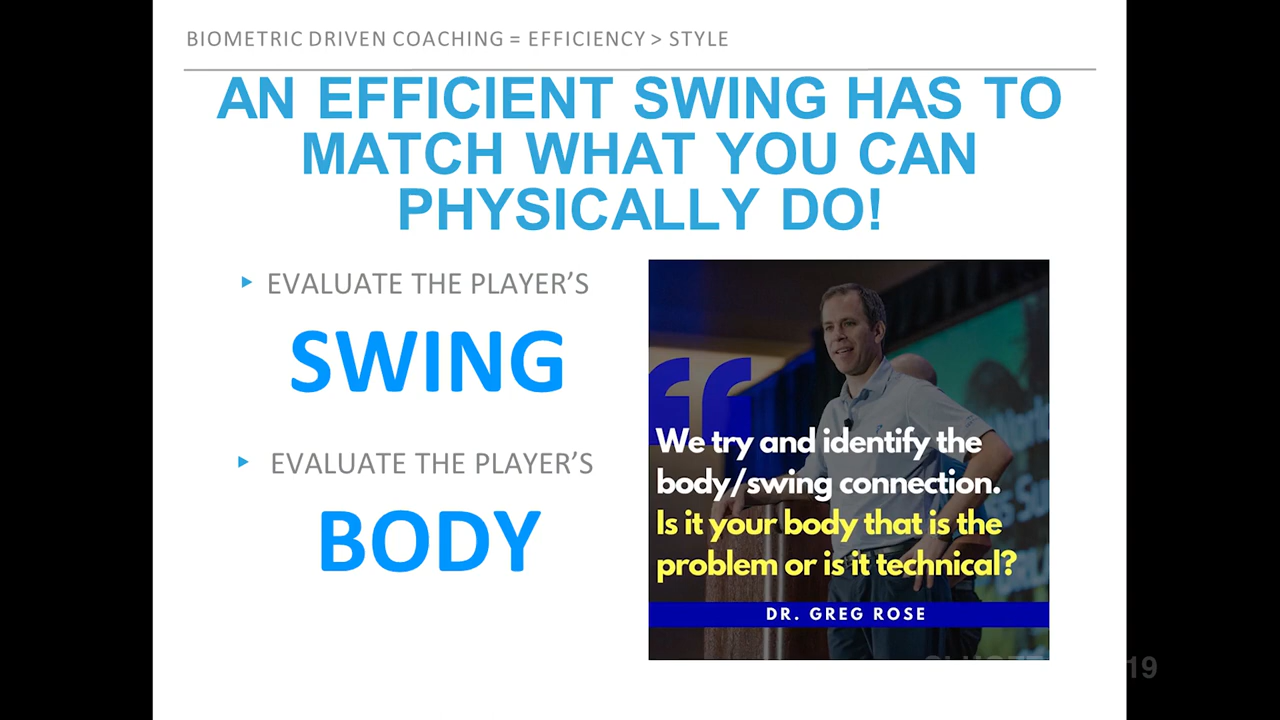 BIOMETRIC DRIVEN COACHING = EFFICIENCY > STYLE
AN EFFICIENT SWING HAS TO
MATCH WHAT YOU CAN
PHYSICALLY DO!
EVALUATE THE PLAYER'S
SWING
EVALUATE THE PLAYER'S
BODY
We try and identify the
body/swing connection.
Is it your body that is the
problem or is it technical?
DR. GREG ROSE
19